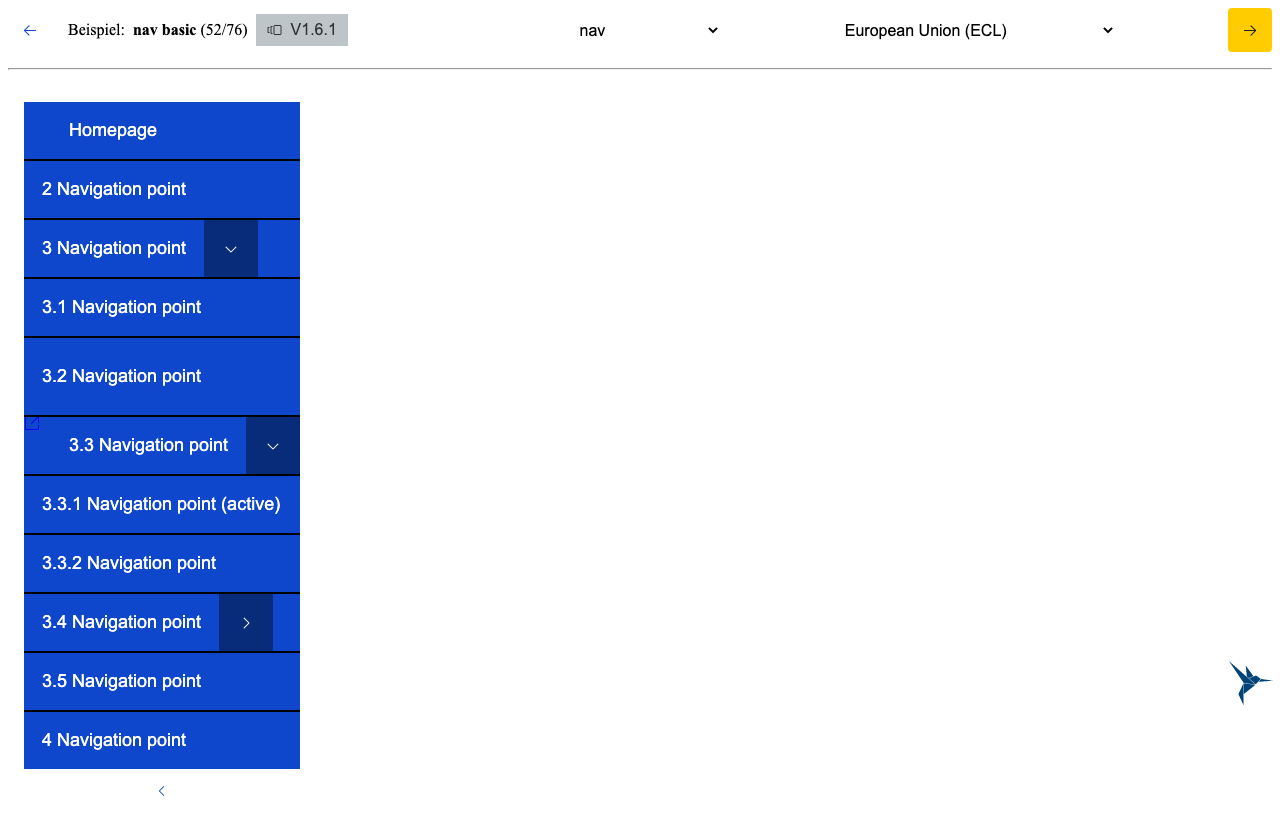 Beispiel: nav basic (52/76) V1.6.1 nav European Union (ECL)
Homepage
2 Navigation point
3 Navigation point
3.1 Navigation point
3.2 Navigation point
3.3 Navigation point
3.3.1 Navigation point (active)
3.3.2 Navigation point
3.4 Navigation point
3.5 Navigation point
4 Navigation point